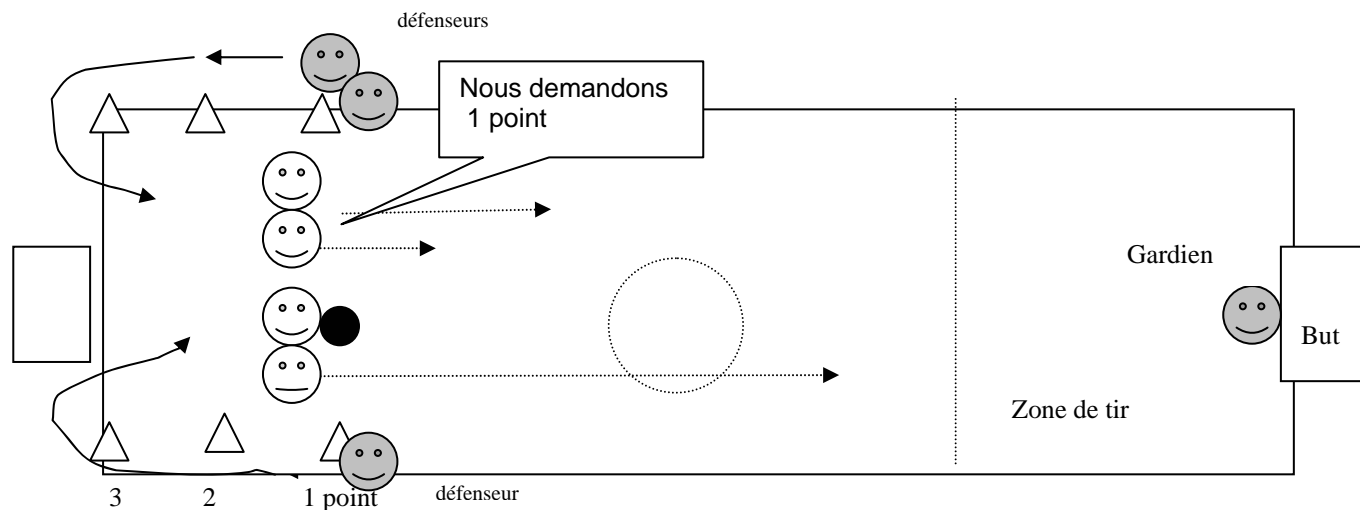 défenseurs
Nous demandons
1 point
Gardien
But
Zone de tir
3 2 1 point
défenseur